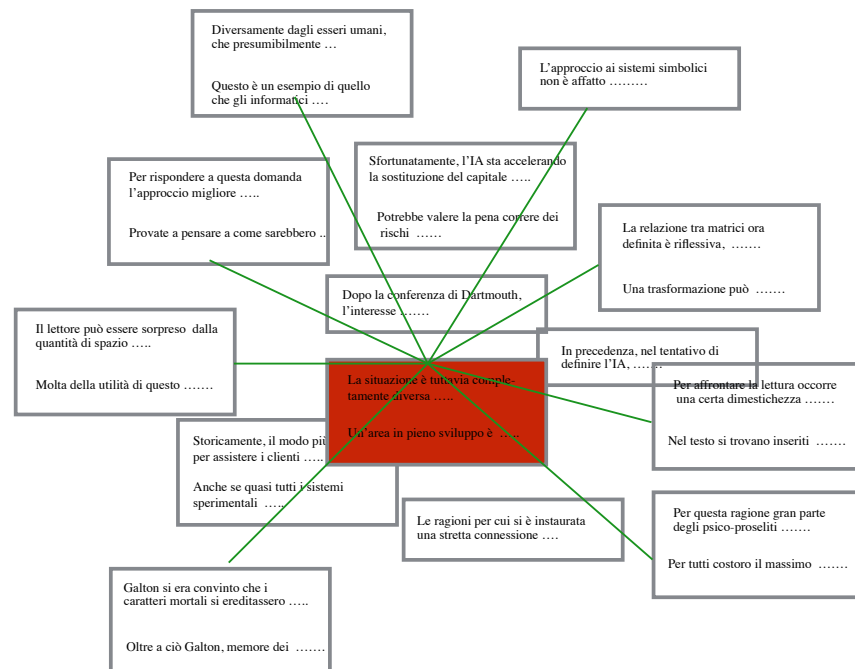 Diversamente dagli esseri umani,
che presumibilmente …
Questo è un esempio di quello
che gli informatici ….
L’approccio ai sistemi simbolici
non è affatto ………
Sfortunatamente, l’IA sta accelerando
la sostituzione del capitale …..
Potrebbe valere la pena correre dei
rischi ……
Per rispondere a questa domanda
l’approccio migliore …..
Provate a pensare a come sarebbero ..
La relazione tra matrici ora
definita è riflessiva, …….
Una trasformazione può …….
Dopo la conferenza di Dartmouth,
l’interesse …….
Il lettore può essere sorpreso dalla
quantità di spazio …..
Molta della utilità di questo …….
In precedenza, nel tentativo di
definire l’IA, …….
La situazione è tuttavia comple-
tamente diversa …..
Un’area in pieno sviluppo è …..
Per affrontare la lettura occorre
una certa dimestichezza …….
Nel testo si trovano inseriti …….
Storicamente, il modo più
per assistere i clienti …..
Anche se quasi tutti i sistemi
sperimentali …..
Le ragioni per cui si è instaurata
una stretta connessione ….
Per questa ragione gran parte
degli psico-proseliti …….
Per tutti costoro il massimo …….
Galton si era convinto che i
caratteri mortali si ereditassero …..
Oltre a ciò Galton, memore dei …….